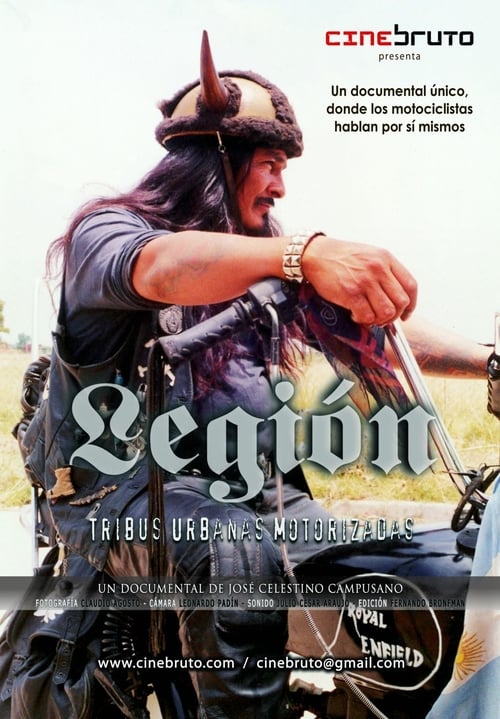 CINEBRUTO
presenta
Un documental único,
donde los motociclistas
hablan por sí mismos
Legión
TRIBUS URBANAS MOTORIZADAS
UN DOCUMENTAL DE JOSÉ CELESTINO CAMPUSANO
FOTOGRAFÍA CLAUDIO AGOSTO - CÁMARA LEONARDO PADÍN - SONIDO JULIO CESAR ARAUJO - EDICIÓN FERNANDO BRONFMAN
ROYAL
ENFIELD
www.cinebruto.com / cinebruto@gmail.com